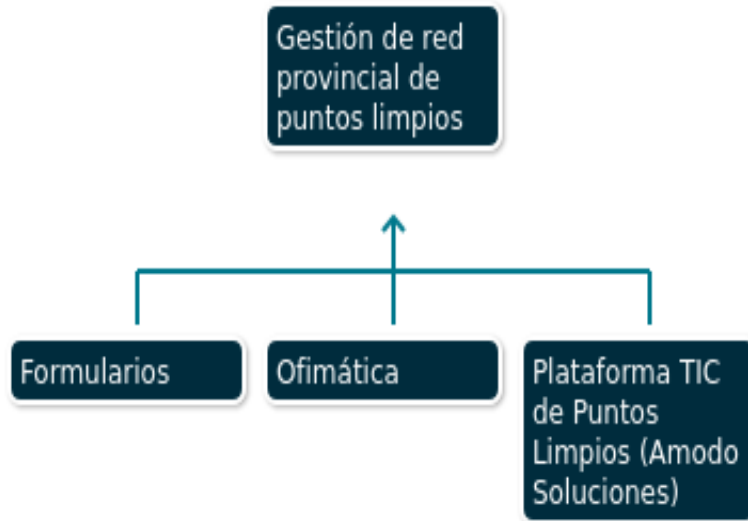 Gestión de red
provincial de
puntos limpios
Formularios
Ofimática
Plataforma TIC
de Puntos
Limpios (Amodo
Soluciones)